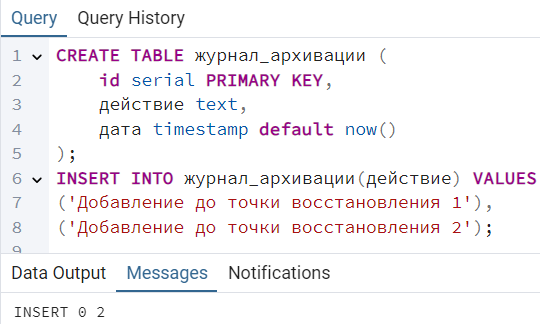 Query Query History
1 CREATE TABLE журнал_архивации (
2 id serial PRIMARY KEY,
3 действие text,
4 дата timestamp default now()
5 );
6 INSERT INTO журнал_архивации(действие) VALUES
7 ('Добавление до точки восстановления 1'),
8 ('Добавление до точки восстановления 2');
9
Data Output Messages Notifications
INSERT 0 2